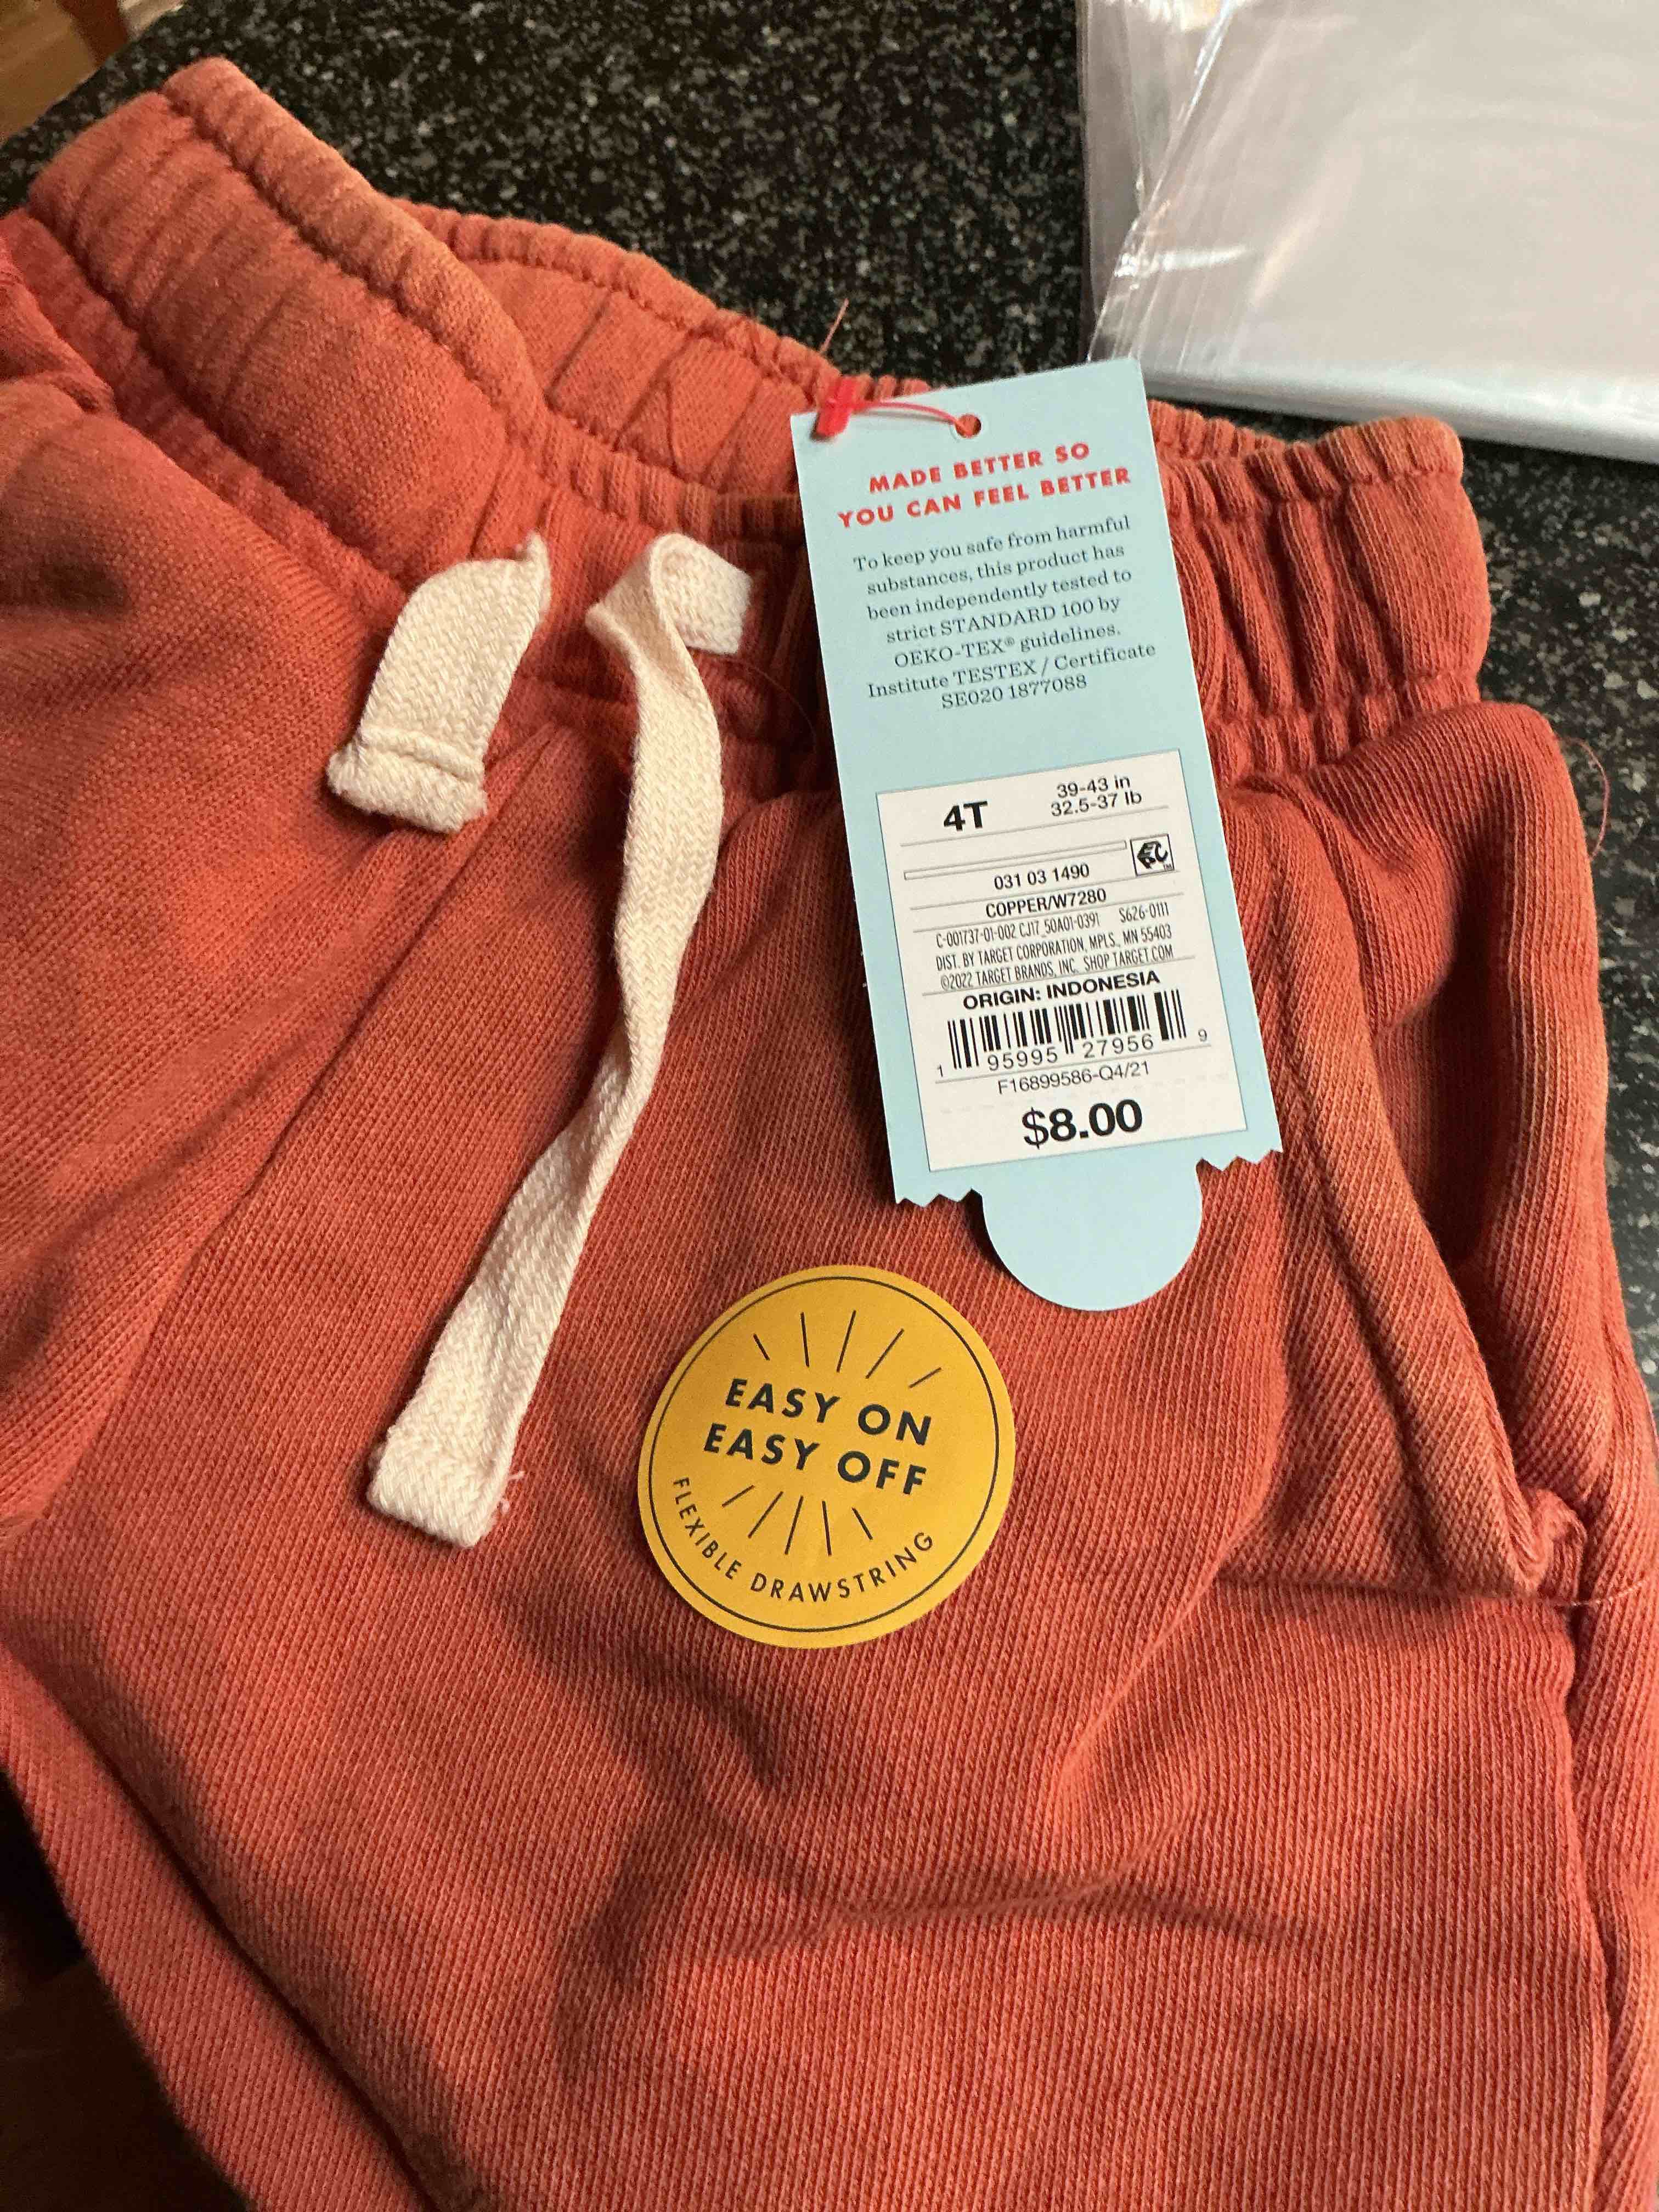 MADE BETTER SO
YOU CAN FEEL BETTER
To keep you safe from harmful
substances, this product has
been independently tested to
strict STANDARD 100 by
OEKO-TEX® guidelines.
Institute TESTEX / Certificate
SE020 1877088
4T
39-43 in
32.5-37 lb
031 03 1490
COPPER/W7280
C-001737-01-002 CJ17_50A01-0391 S626-0111
DIST. BY TARGET CORPORATION, MPLS., MN 55403
©2022 TARGET BRANDS, INC. SHOP TARGET.COM
ORIGIN: INDONESIA
1 95995 27956 9
F16899586-Q4/21
$8.00
EASY ON
EASY OFF
FLEXIBLE DRAWSTRING